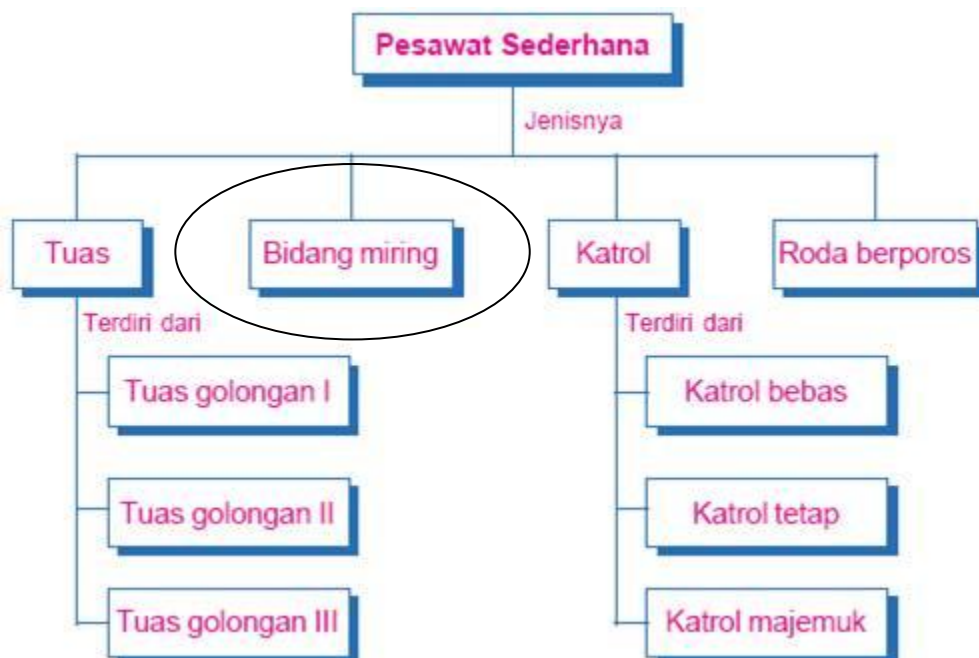 Pesawat Sederhana
Jenisnya
Tuas
Bidang miring
Katrol
Roda berporos
Terdiri dari
Terdiri dari
Tuas golongan I
Katrol bebas
Tuas golongan II
Katrol tetap
Tuas golongan III
Katrol majemuk